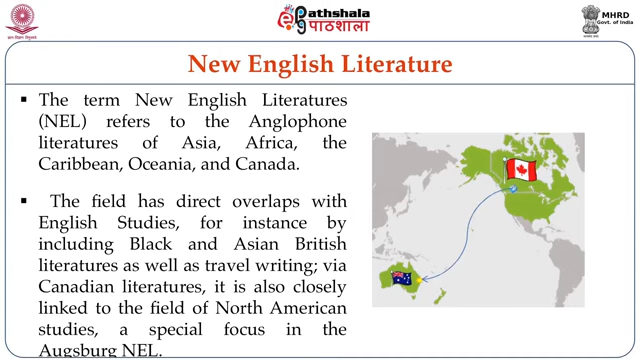 Pathshala
पाठशाला
MHRD
Govt. of India
New English Literature
▪ The term New English Literatures
(NEL) refers to the Anglophone
literatures of Asia, Africa, the
Caribbean, Oceania, and Canada.
▪ The field has direct overlaps with
English Studies, for instance by
including Black and Asian British
literatures as well as travel writing; via
Canadian literatures, it is also closely
linked to the field of North American
studies, a special focus in the
Augsburg NEL.